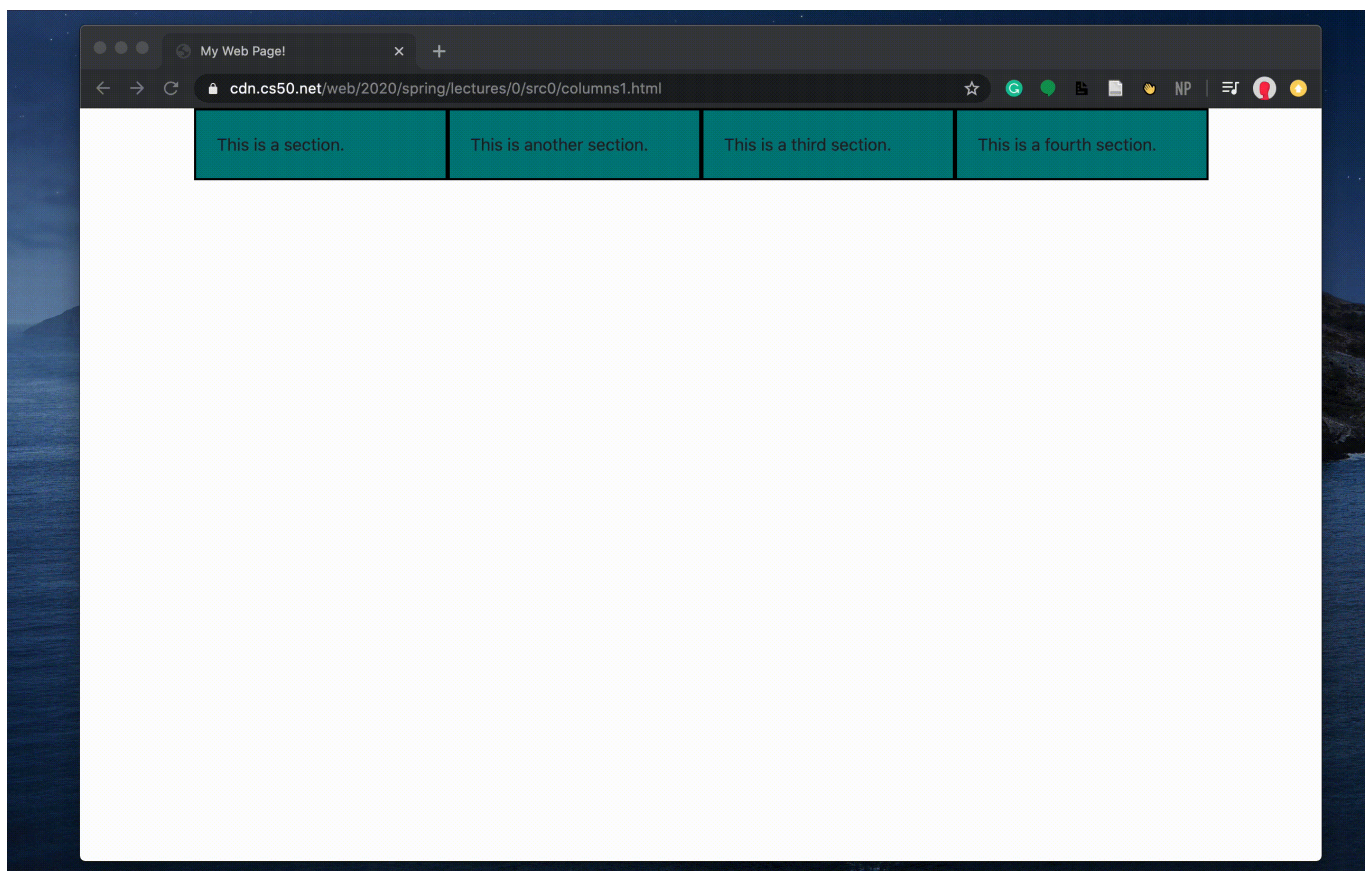 My Web Page!
cdn.cs50.net/web/2020/spring/lectures/0/src0/columns1.html
G
NP
This is a section.
This is another section.
This is a third section.
This is a fourth section.